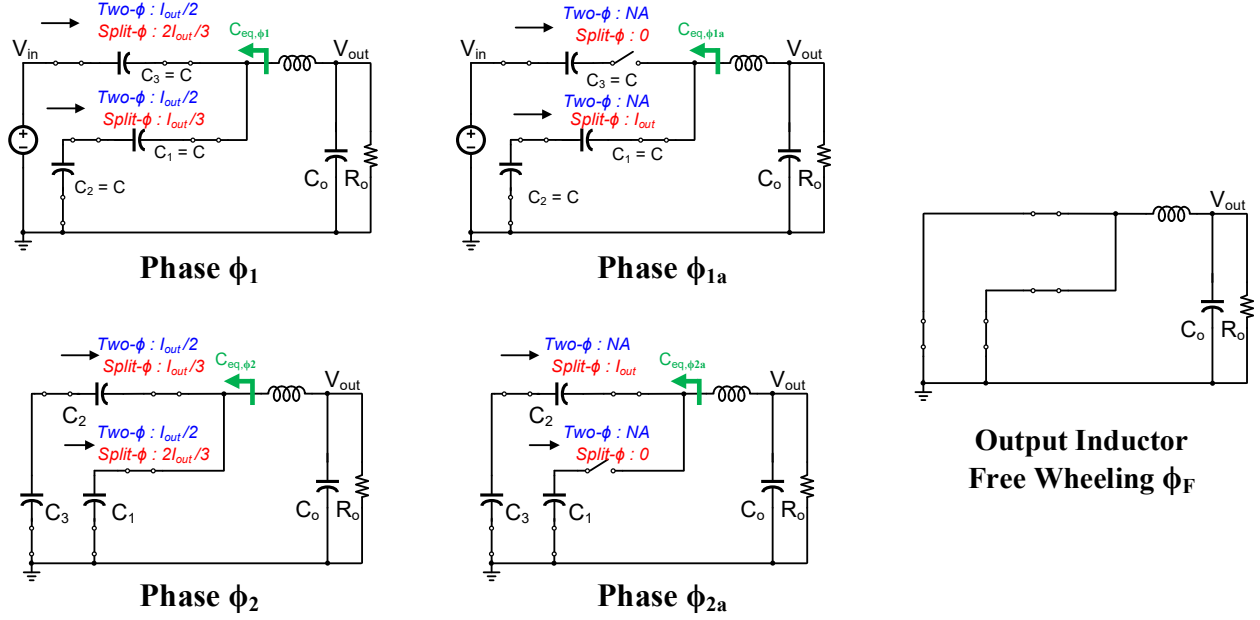 Two-ϕ : Iout/2
Split-ϕ : 2Iout/3
Ceq,ϕ1
Vin
Vout
C3 = C
Two-ϕ : Iout/2
Split-ϕ : Iout/3
C1 = C
C2 = C
Co
Ro
Phase ϕ1
Two-ϕ : NA
Split-ϕ : 0
Ceq,ϕ1a
Vin
Vout
C3 = C
Two-ϕ : NA
Split-ϕ : Iout
C1 = C
C2 = C
Co
Ro
Phase ϕ1a
Two-ϕ : Iout/2
Split-ϕ : Iout/3
Ceq,ϕ2
Vout
C2
Two-ϕ : Iout/2
Split-ϕ : 2Iout/3
C3
C1
Co
Ro
Phase ϕ2
Two-ϕ : NA
Split-ϕ : Iout
Ceq,ϕ2a
Vout
C2
Two-ϕ : NA
Split-ϕ : 0
C3
C1
Co
Ro
Phase ϕ2a
Vout
Co
Ro
Output Inductor
Free Wheeling ϕF